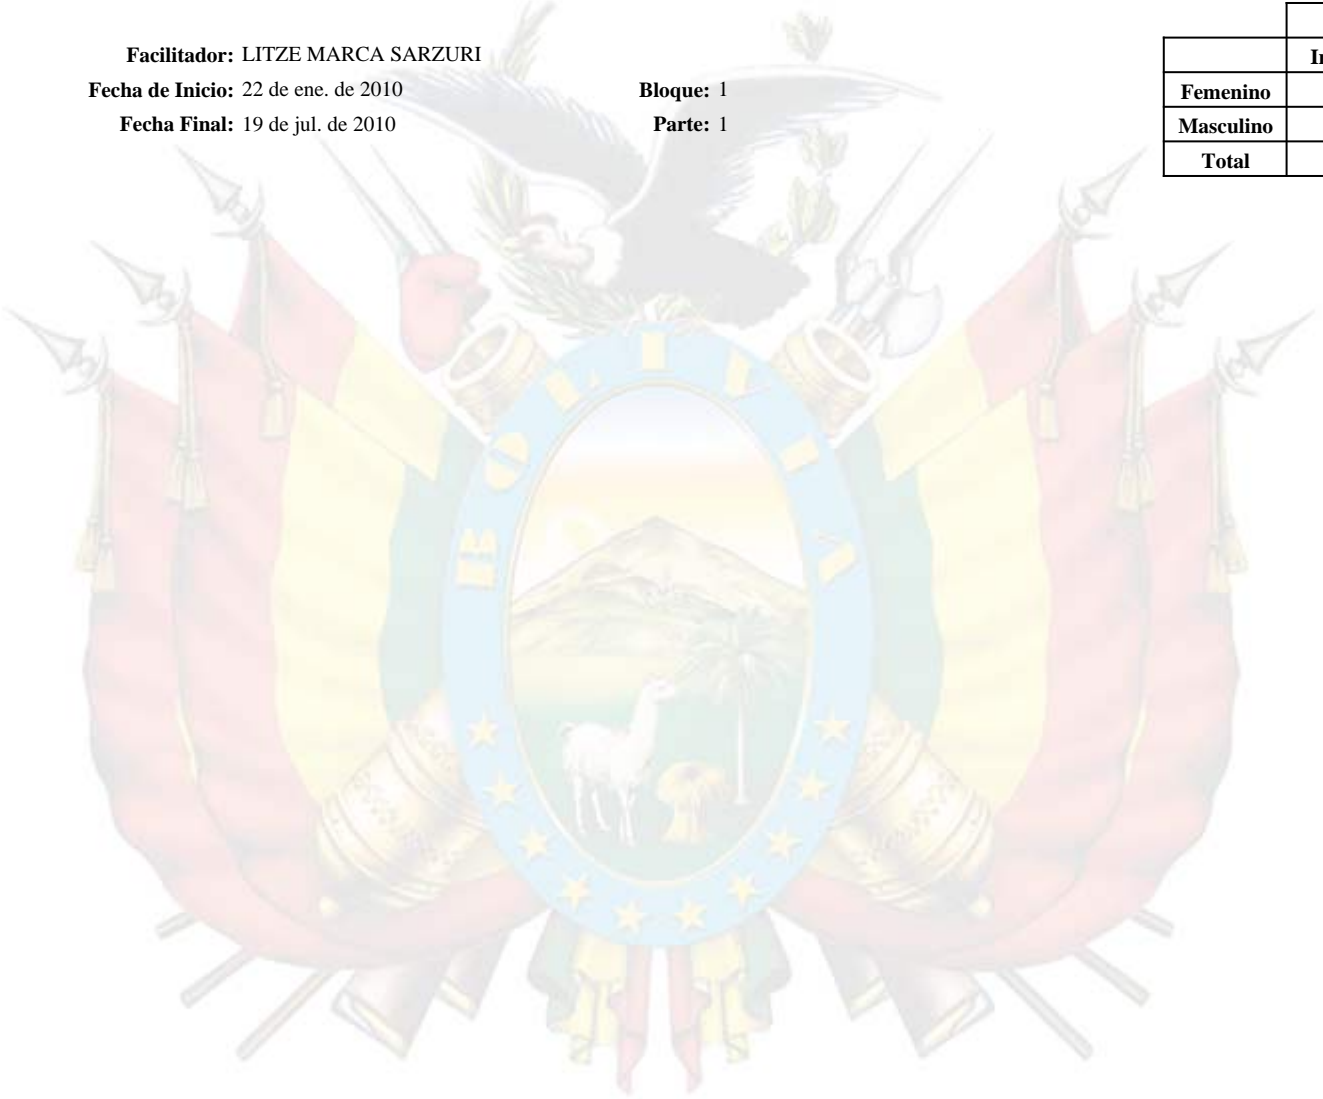 Facilitador: LITZE MARCA SARZURI
Fecha de Inicio: 22 de ene. de 2010 Bloque: 1
Fecha Final: 19 de jul. de 2010 Parte: 1
Femenino
Masculino
Total
BOLIVIA